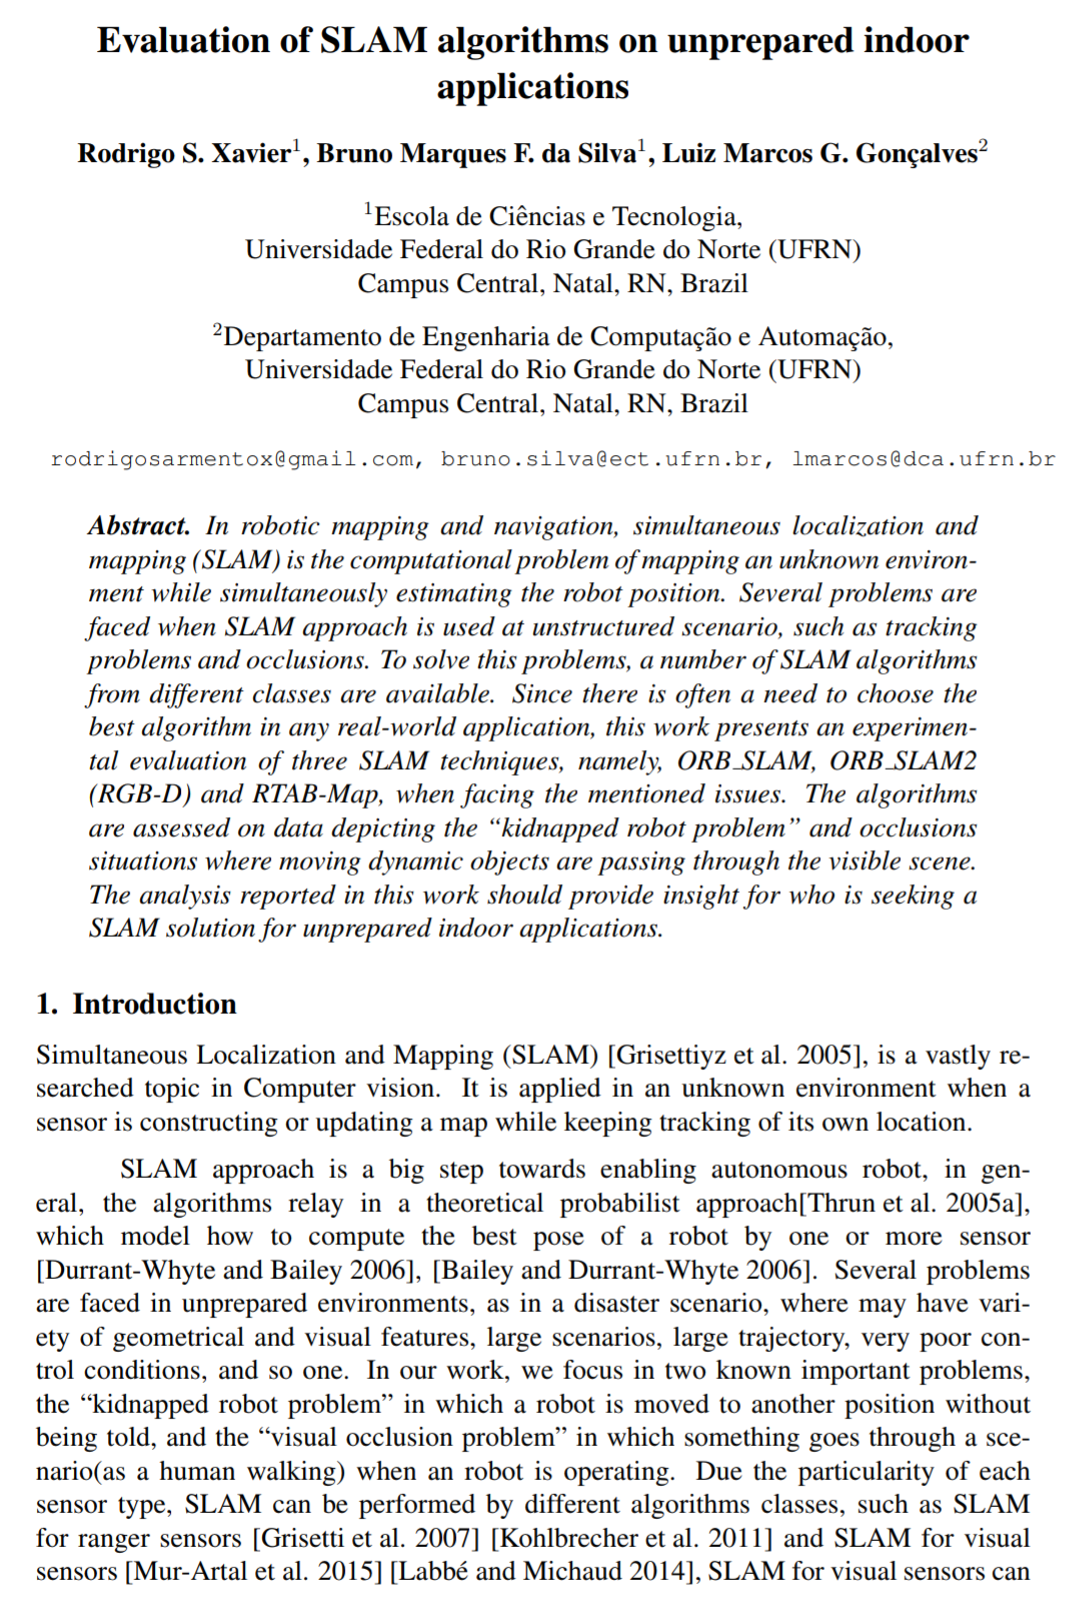 Evaluation of SLAM algorithms on unprepared indoor
applications
Rodrigo S. Xavier1, Bruno Marques F. da Silva1, Luiz Marcos G. Gonçalves2
1Escola de Ciências e Tecnologia,
Universidade Federal do Rio Grande do Norte (UFRN)
Campus Central, Natal, RN, Brazil
2Departamento de Engenharia de Computação e Automação,
Universidade Federal do Rio Grande do Norte (UFRN)
Campus Central, Natal, RN, Brazil
rodrigosarmentox@gmail.com, bruno.silva@ect.ufrn.br, lmarcos@dca.ufrn.br
Abstract. In robotic mapping and navigation, simultaneous localization and
mapping (SLAM) is the computational problem of mapping an unknown environ-
ment while simultaneously estimating the robot position. Several problems are
faced when SLAM approach is used at unstructured scenario, such as tracking
problems and occlusions. To solve this problems, a number of SLAM algorithms
from different classes are available. Since there is often a need to choose the
best algorithm in any real-world application, this work presents an experimen-
tal evaluation of three SLAM techniques, namely, ORB_SLAM, ORB_SLAM2
(RGB-D) and RTAB-Map, when facing the mentioned issues. The algorithms
are assessed on data depicting the “kidnapped robot problem” and occlusions
situations where moving dynamic objects are passing through the visible scene.
The analysis reported in this work should provide insight for who is seeking a
SLAM solution for unprepared indoor applications.
1. Introduction
Simultaneous Localization and Mapping (SLAM) [Grisettiyz et al. 2005], is a vastly re-
searched topic in Computer vision. It is applied in an unknown environment when a
sensor is constructing or updating a map while keeping tracking of its own location.
SLAM approach is a big step towards enabling autonomous robot, in gen-
eral, the algorithms relay in a theoretical probabilist approach[Thrun et al. 2005a],
which model how to compute the best pose of a robot by one or more sensor
[Durrant-Whyte and Bailey 2006], [Bailey and Durrant-Whyte 2006]. Several problems
are faced in unprepared environments, as in a disaster scenario, where may have vari-
ety of geometrical and visual features, large scenarios, large trajectory, very poor con-
trol conditions, and so one. In our work, we focus in two known important problems,
the “kidnapped robot problem” in which a robot is moved to another position without
being told, and the “visual occlusion problem” in which something goes through a sce-
nario(as a human walking) when an robot is operating. Due the particularity of each
sensor type, SLAM can be performed by different algorithms classes, such as SLAM
for ranger sensors [Grisetti et al. 2007] [Kohlbrecher et al. 2011] and SLAM for visual
sensors [Mur-Artal et al. 2015] [Labbé and Michaud 2014], SLAM for visual sensors can